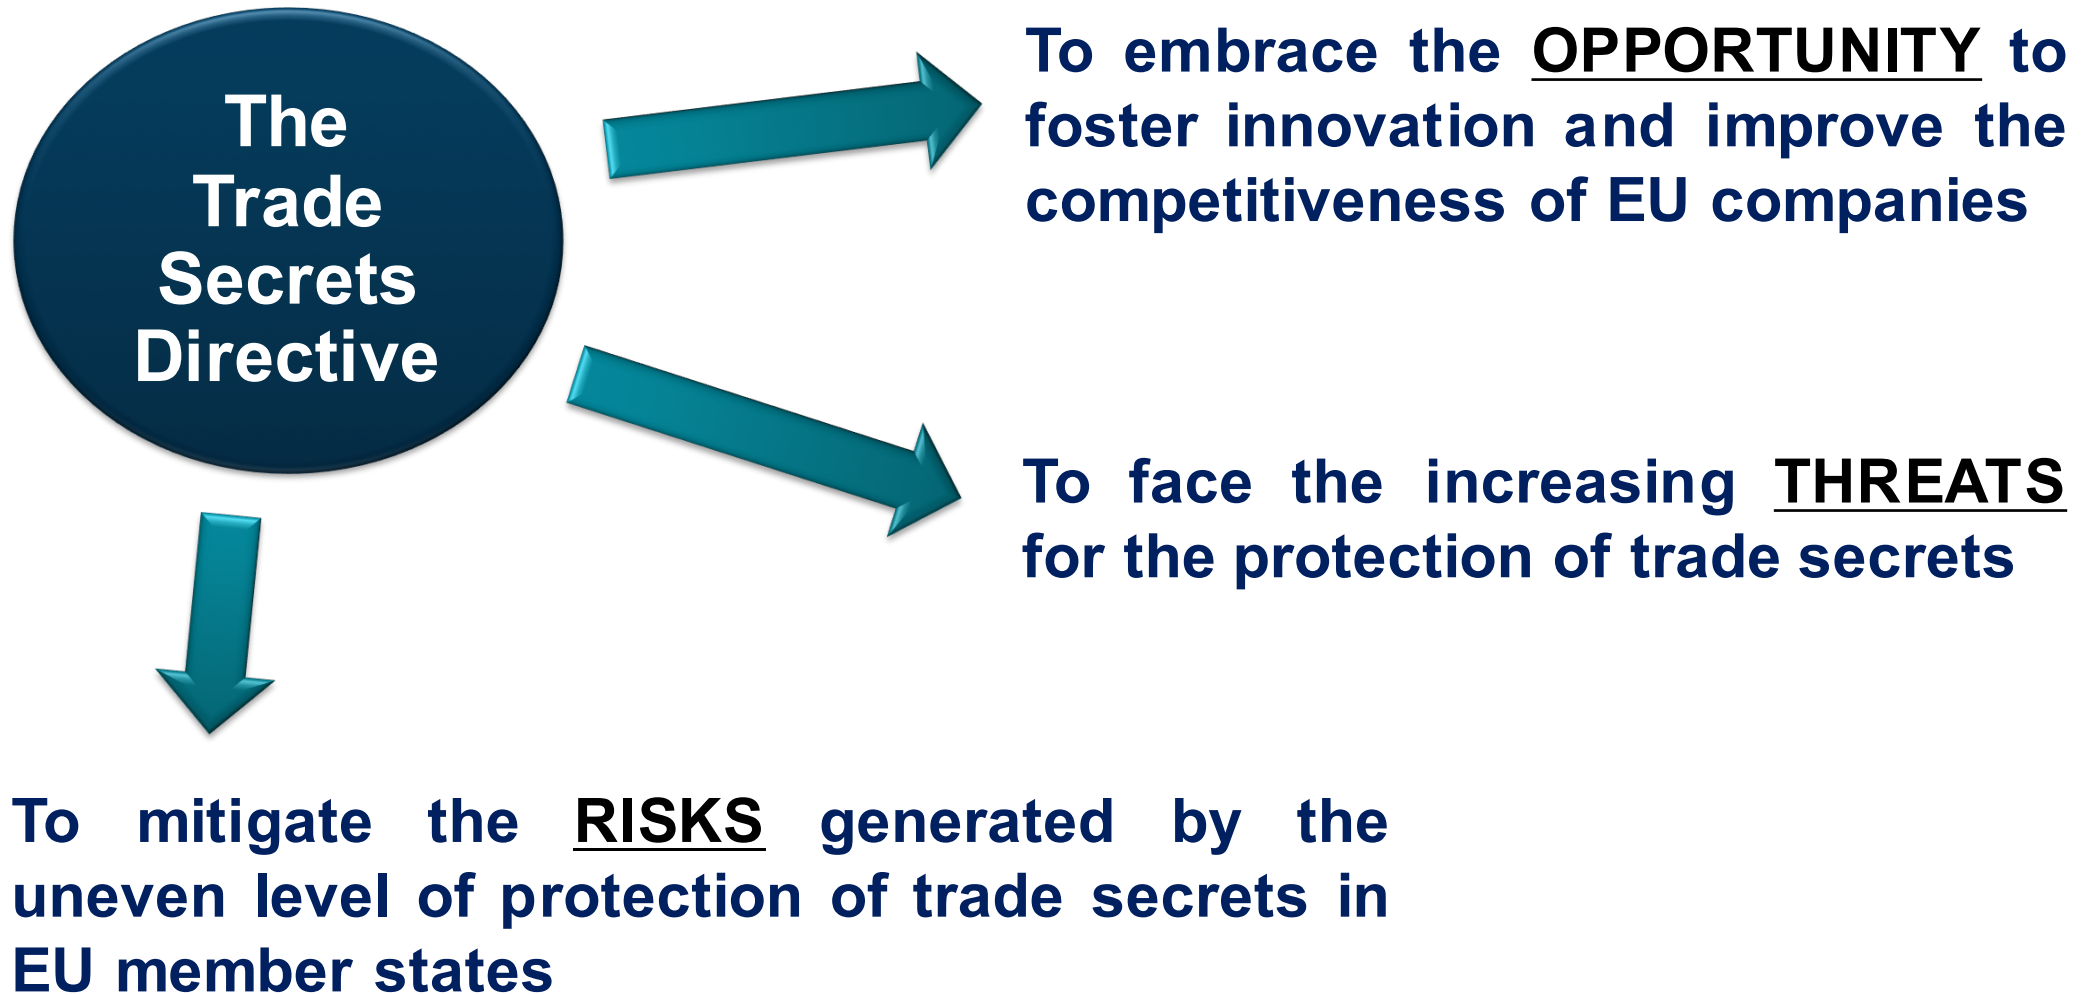 The
Trade
Secrets
Directive
To embrace the OPPORTUNITY to
foster innovation and improve the
competitiveness of EU companies
To face the increasing THREATS
for the protection of trade secrets
To mitigate the RISKS generated by the
uneven level of protection of trade secrets in
EU member states